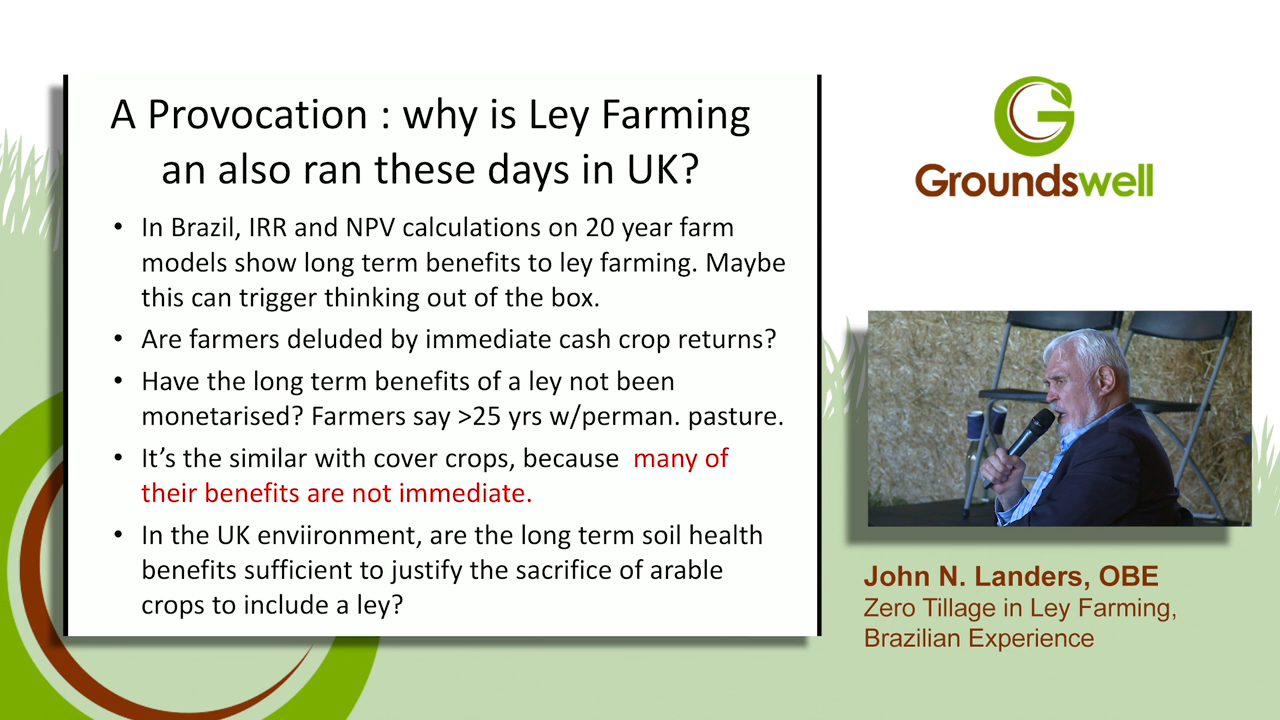 A Provocation : why is Ley Farming
an also ran these days in UK?
• In Brazil, IRR and NPV calculations on 20 year farm
models show long term benefits to ley farming. Maybe
this can trigger thinking out of the box.
• Are farmers deluded by immediate cash crop returns?
• Have the long term benefits of a ley not been
monetarised? Farmers say >25 yrs w/perman. pasture.
• It’s the similar with cover crops, because many of
their benefits are not immediate.
• In the UK enviironment, are the long term soil health
benefits sufficient to justify the sacrifice of arable
crops to include a ley?
Groundswell
John N. Landers, OBE
Zero Tillage in Ley Farming,
Brazilian Experience